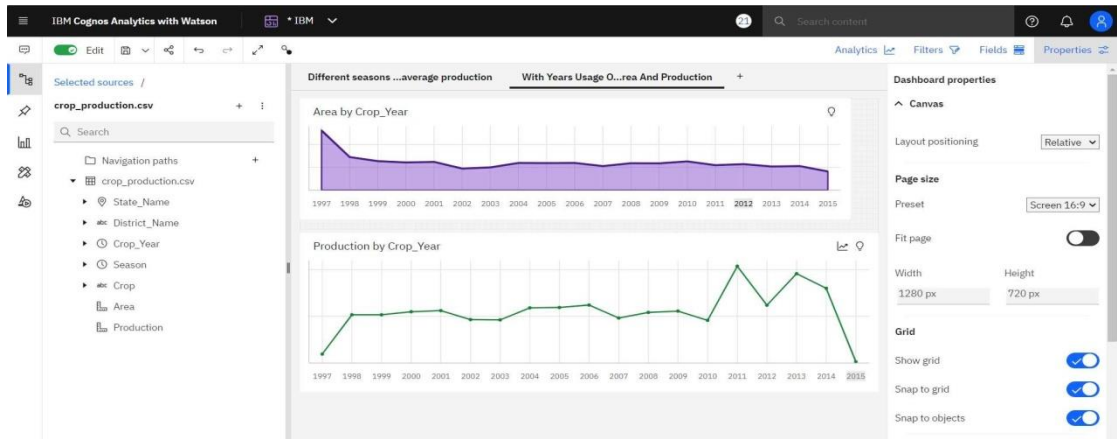 IBM Cognos Analytics with Watson
* IBM
21
Search content
Edit
Analytics
Filters
Fields
Properties
Selected sources /
crop_production.csv
Search
Navigation paths
crop_production.csv
State_Name
abc District_Name
Crop_Year
Season
abc Crop
Area
Production
Different seasons ...average production
With Years Usage O...rea And Production
Area by Crop_Year
1997 1998 1999 2000 2001 2002 2003 2004 2005 2006 2007 2008 2009 2010 2011 2012 2013 2014 2015
Production by Crop_Year
1997 1998 1999 2000 2001 2002 2003 2004 2005 2006 2007 2008 2009 2010 2011 2012 2013 2014 2015
Dashboard properties
Canvas
Layout positioning Relative
Page size
Preset Screen 16:9
Fit page
Width Height
1280 px 720 px
Grid
Show grid
Snap to grid
Snap to objects